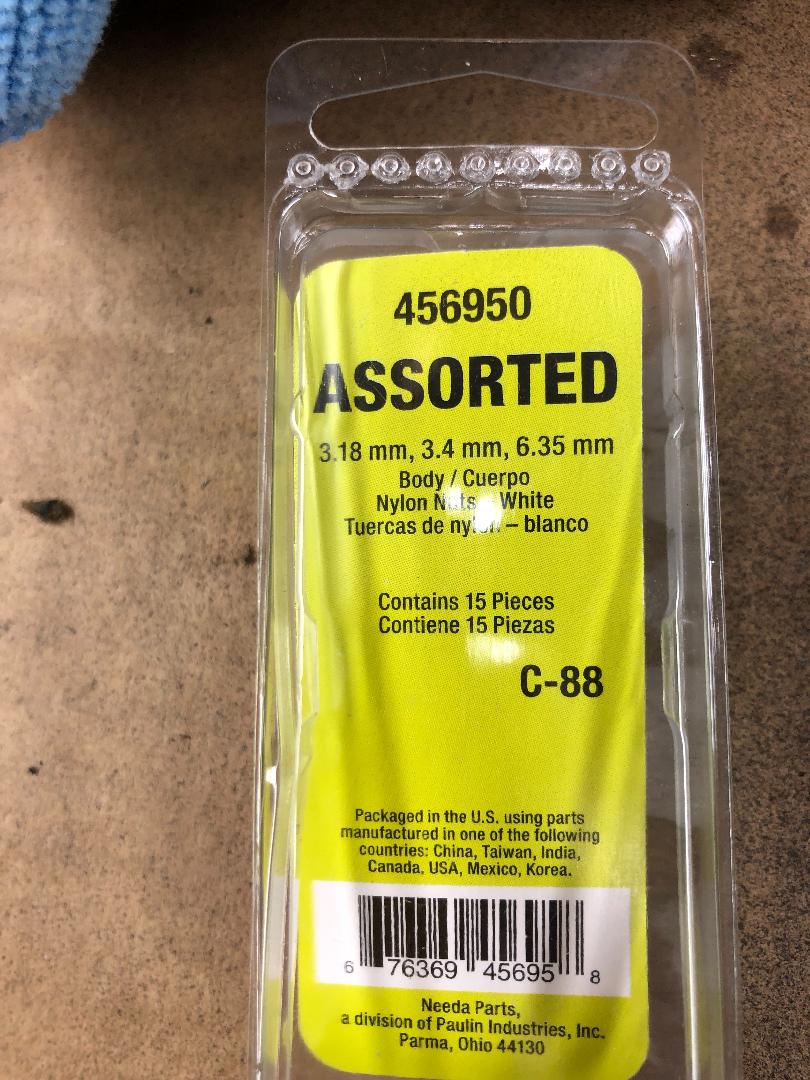 456950
ASSORTED
3.18 mm, 3.4 mm, 6.35 mm
Body / Cuerpo
Nylon Nuts – White
Tuercas de nylon – blanco
Contains 15 Pieces
Contiene 15 Piezas
C-88
Packaged in the U.S. using parts
manufactured in one of the following
countries: China, Taiwan, India,
Canada, USA, Mexico, Korea.
6 76369 45695 8
Needa Parts,
a division of Paulin Industries, Inc.
Parma, Ohio 44130